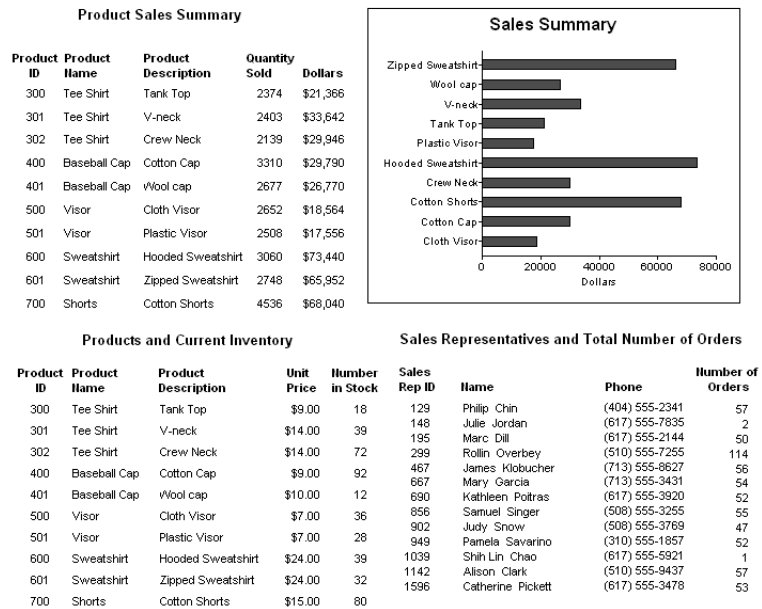 Product Sales Summary
Product Product Product Quantity
ID Name Description Sold Dollars
300 Tee Shirt Tank Top 2374 $21,366
301 Tee Shirt V-neck 2403 $33,642
302 Tee Shirt Crew Neck 2139 $29,946
400 Baseball Cap Cotton Cap 3310 $29,790
401 Baseball Cap Wool cap 2677 $26,770
500 Visor Cloth Visor 2652 $18,564
501 Visor Plastic Visor 2508 $17,556
600 Sweatshirt Hooded Sweatshirt 3060 $73,440
601 Sweatshirt Zipped Sweatshirt 2748 $65,952
700 Shorts Cotton Shorts 4536 $68,040
Sales Summary
Zipped Sweatshirt
Wool cap
V-neck
Tank Top
Plastic Visor
Hooded Sweatshirt
Crew Neck
Cotton Shorts
Cotton Cap
Cloth Visor
0 20000 40000 60000 80000
Dollars
Products and Current Inventory
Product Product Product Unit Number
ID Name Description Price in Stock
300 Tee Shirt Tank Top $9.00 18
301 Tee Shirt V-neck $14.00 39
302 Tee Shirt Crew Neck $14.00 72
400 Baseball Cap Cotton Cap $9.00 92
401 Baseball Cap Wool cap $10.00 12
500 Visor Cloth Visor $7.00 36
501 Visor Plastic Visor $7.00 28
600 Sweatshirt Hooded Sweatshirt $24.00 39
601 Sweatshirt Zipped Sweatshirt $24.00 32
700 Shorts Cotton Shorts $15.00 80
Sales Representatives and Total Number of Orders
Sales Number of
Rep ID Name Phone Orders
129 Philip Chin (404) 555-2341 57
148 Julie Jordan (617) 555-7835 2
195 Marc Dill (617) 555-2144 50
299 Rollin Overbey (510) 555-7255 114
467 James Klobucher (713) 555-8627 56
667 Mary Garcia (713) 555-3431 54
690 Kathleen Poitras (617) 555-3920 52
856 Samuel Singer (508) 555-3255 55
902 Judy Snow (508) 555-3769 47
949 Pamela Savarino (310) 555-1857 52
1039 Shih Lin Chao (617) 555-5921 1
1142 Alison Clark (510) 555-9437 57
1596 Catherine Pickett (617) 555-3478 53